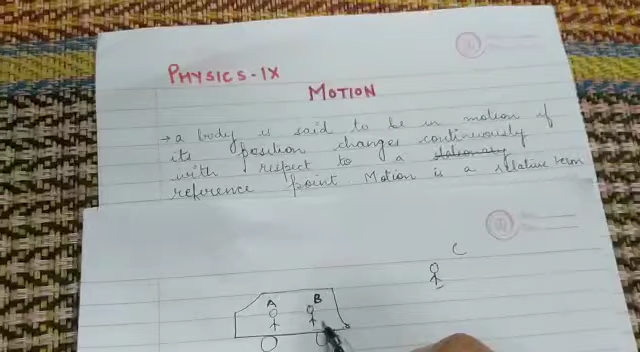 PHYSICS-IX
MOTION
→ a body is said to be in motion if
its position changes continuously
with respect to a stationary
reference point Motion is a relative term
C
A B